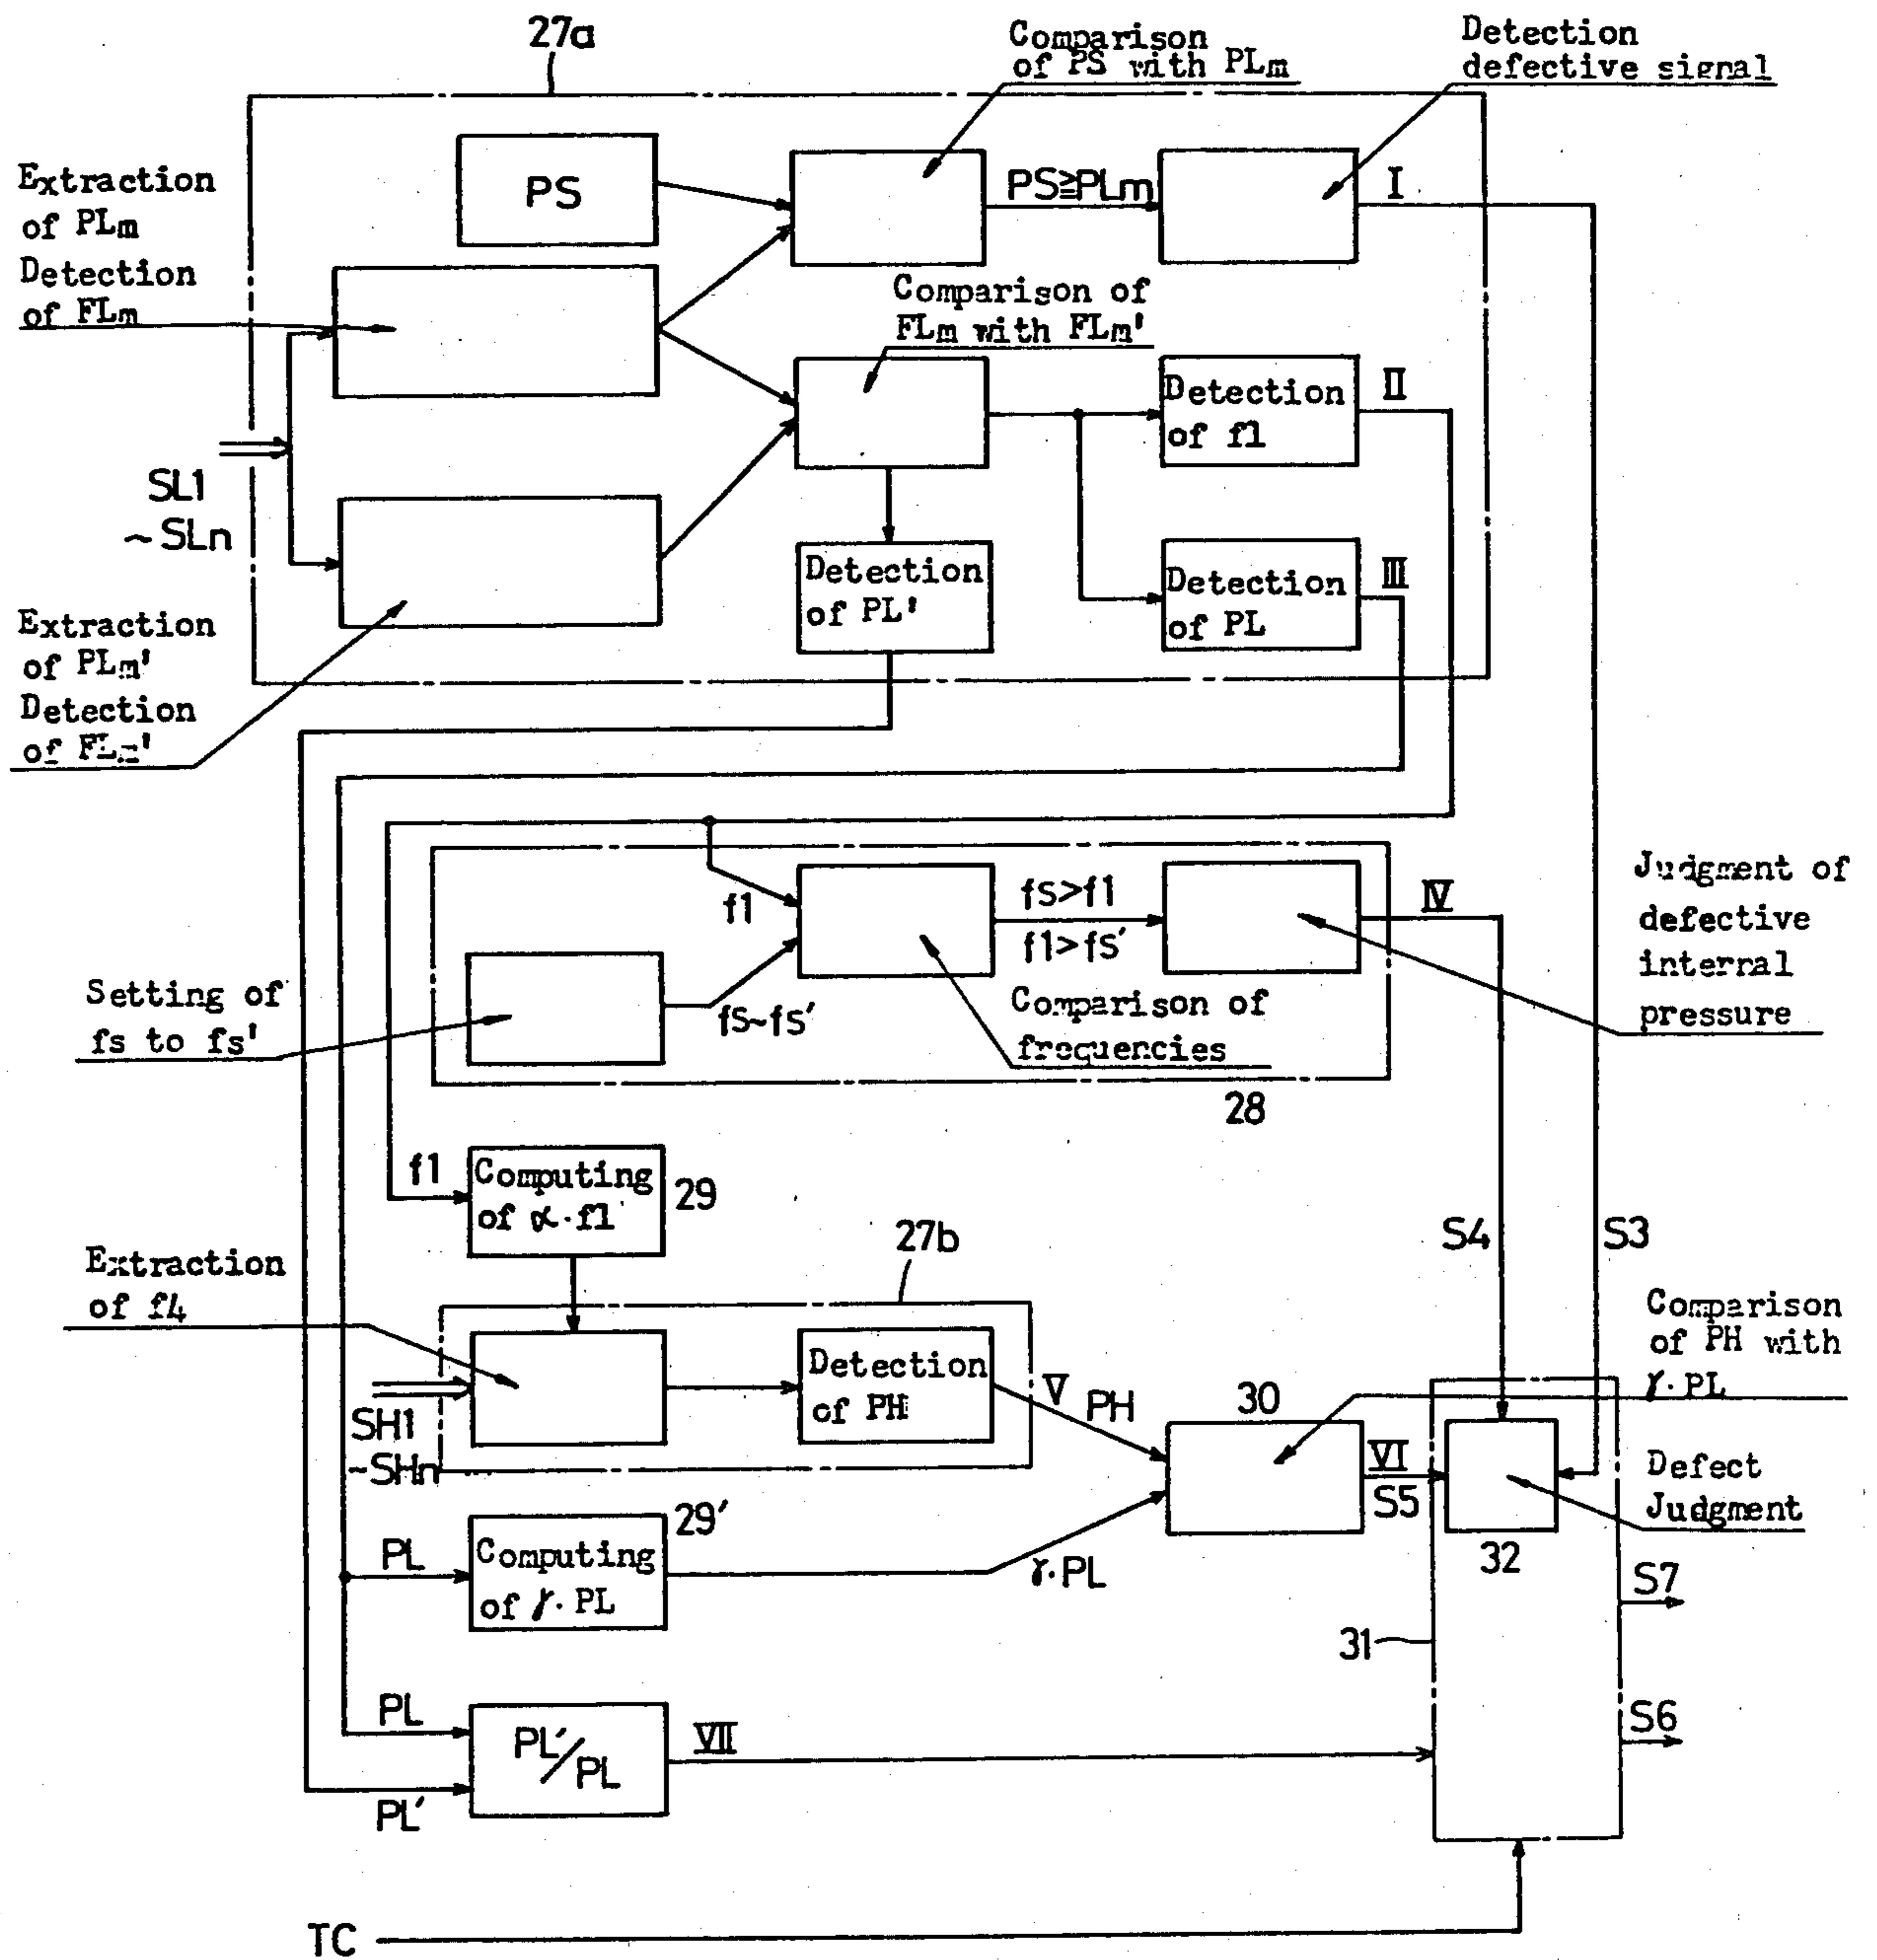 27a
Comparison
of PS with PLm
Detection
defective signal
Extraction
of PLm
Detection
of FLm
PS
PS≧PLm
I
Comparison of
FLm with FLm'
Detection
of f1
II
SL1
~SLn
Detection
of PL'
Detection
of PL
III
Extraction
of PLm'
Detection
of FLm'
f1
fS>f1
f1>fS'
IV
Judgment of
defective
internal
pressure
Setting of
fs to fs'
fS~fS'
Comparison of
frequencies
28
f1
Computing
of α·f1
29
27b
S4
S3
Extraction
of f4
Comparison
of PH with
γ·PL
Detection
of PH
V
PH
30
SH1
~SHn
VI
S5
Defect
Judgment
29'
PL
Computing
of γ·PL
γ·PL
32
S7
31
PL
PL'/PL
VII
S6
PL'
TC